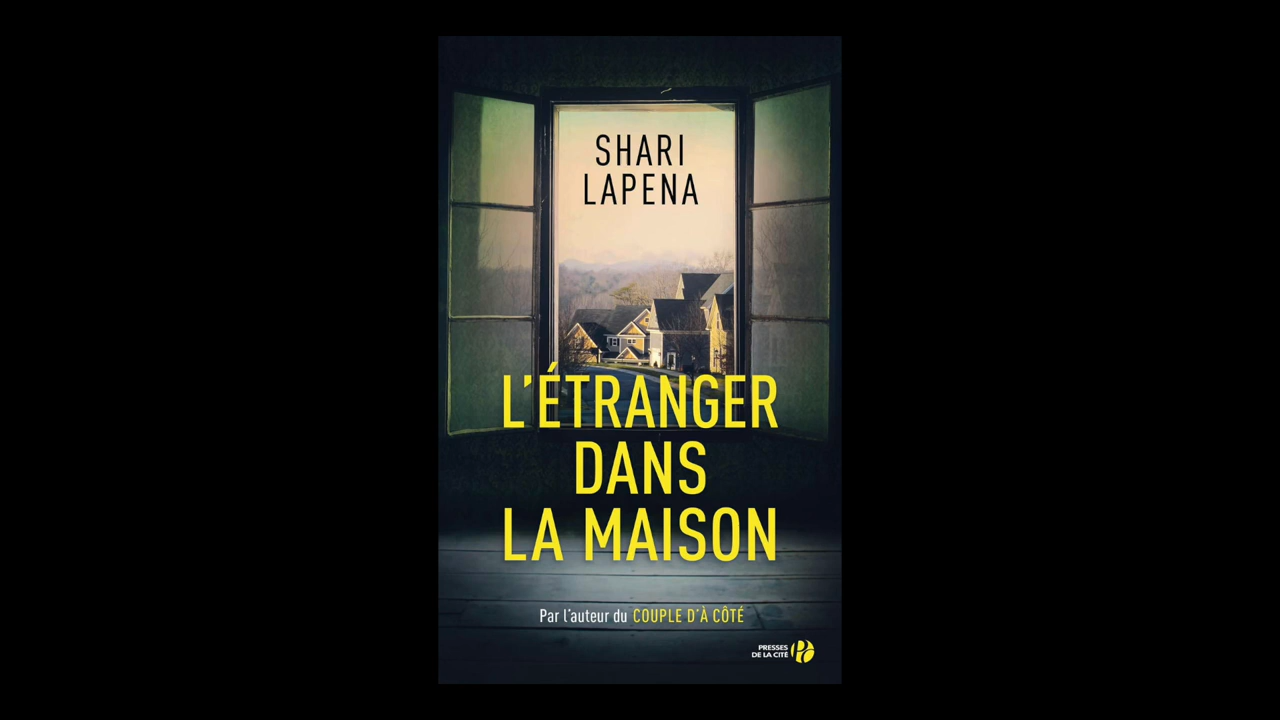 SHARI
LAPENA
L'ÉTRANGER
DANS
LA MAISON
Par l'auteur du COUPLE D'À CÔTÉ
PRESSES
DE LA CITÉ